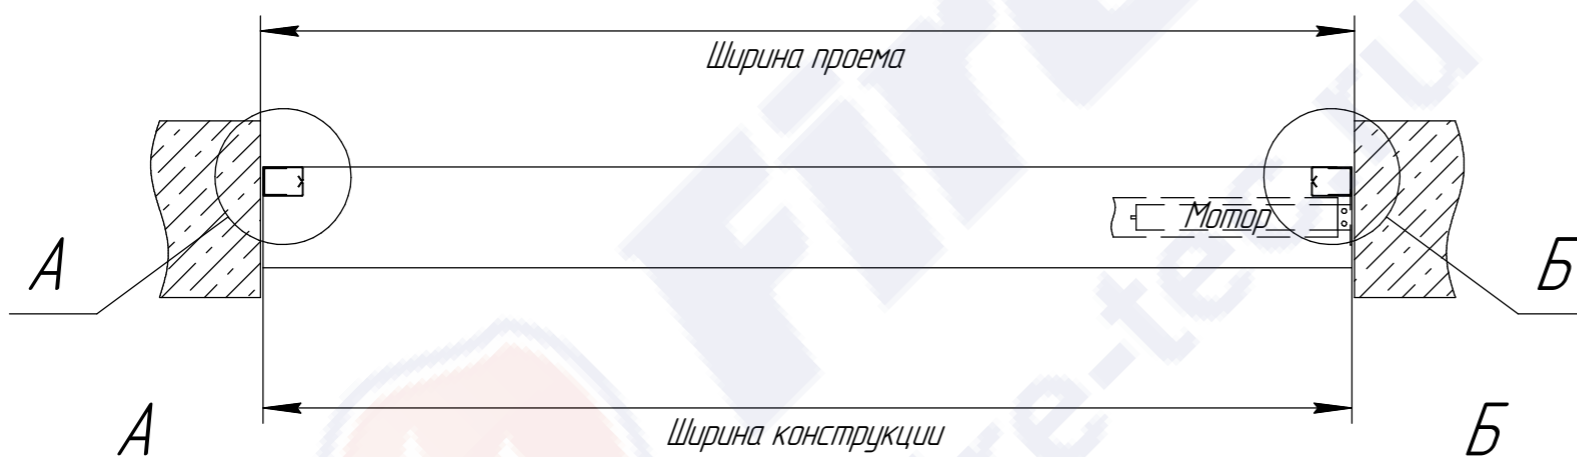 Ширина проема
Мотор
А
Б
Ширина конструкции
А
Б